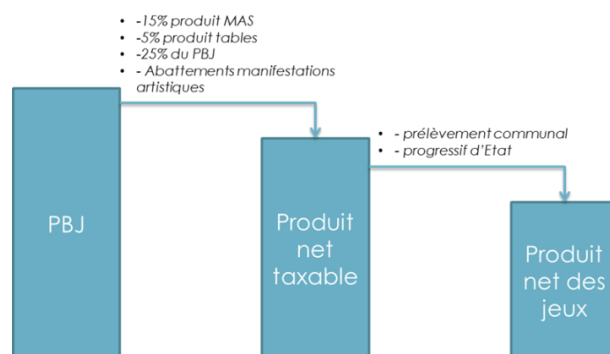 • -15% produit MAS
• -5% produit tables
• -25% du PBJ
• - Abattements manifestations
artistiques
• - prélèvement communal
• - progressif d'Etat
PBJ
Produit
net
taxable
Produit
net des
jeux